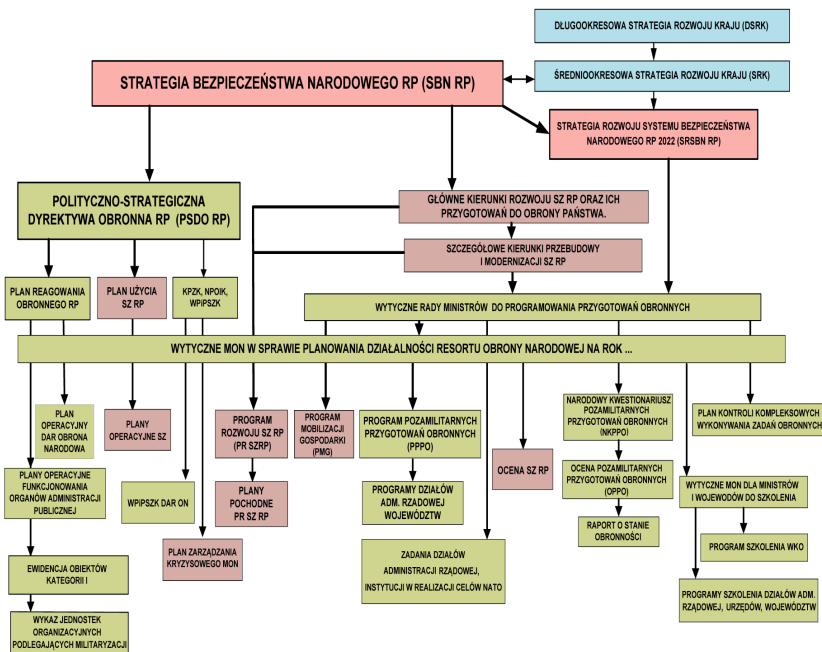 DŁUGOOKRESOWA STRATEGIA ROZWOJU KRAJU (DSRK)
STRATEGIA BEZPIECZEŃSTWA NARODOWEGO RP (SBN RP)
ŚREDNIOOKRESOWA STRATEGIA ROZWOJU KRAJU (SRK)
STRATEGIA ROZWOJU SYSTEMU BEZPIECZEŃSTWA
NARODOWEGO RP 2022 (SRSBN RP)
POLITYCZNO-STRATEGICZNA
DYREKTYWA OBRONNA RP (PSDO RP)
GŁÓWNE KIERUNKI ROZWOJU SZ RP ORAZ ICH
PRZYGOTOWAŃ DO OBRONY PAŃSTWA.
SZCZEGÓŁOWE KIERUNKI PRZEBUDOWY
I MODERNIZACJI SZ RP
PLAN REAGOWANIA
OBRONNEGO RP
PLAN UŻYCIA
SZ RP
KPZK, NPOIK,
WPiPSZK
WYTYCZNE RADY MINISTRÓW DO PROGRAMOWANIA PRZYGOTOWAŃ OBRONNYCH
WYTYCZNE MON W SPRAWIE PLANOWANIA DZIAŁALNOŚCI RESORTU OBRONY NARODOWEJ NA ROK ...
PLAN
OPERACYJNY
DAR OBRONA
NARODOWA
PLANY
OPERACYJNE SZ
PROGRAM
ROZWOJU SZ RP
(PR SZRP)
PROGRAM
MOBILIZACJI
GOSPODARKI
(PMG)
PROGRAM POZAMILITARNYCH
PRZYGOTOWAŃ OBRONNYCH
(PPPO)
OCENA SZ RP
NARODOWY KWESTIONARIUSZ
POZAMILITARNYCH
PRZYGOTOWAŃ OBRONNYCH
(NKPPO)
PLAN KONTROLI KOMPLEKSOWYCH
WYKONYWANIA ZADAŃ OBRONNYCH
PLANY OPERACYJNE
FUNKCJONOWANIA
ORGANÓW ADMINISTRACJI
PUBLICZNEJ
WPiPSZK DAR ON
PLANY
POCHODNE
PR SZ RP
PROGRAMY DZIAŁÓW
ADM. RZĄDOWEJ
WOJEWÓDZTW
OCENA POZAMILITARNYCH
PRZYGOTOWAŃ OBRONNYCH
(OPPO)
WYTYCZNE MON DLA MINISTRÓW
I WOJEWODÓW DO SZKOLENIA
RAPORT O STANIE
OBRONNOŚCI
PLAN ZARZĄDZANIA
KRYZYSOWEGO MON
ZADANIA DZIAŁÓW
ADMINISTRACJI RZĄDOWEJ,
INSTYTUCJI W REALIZACJI CELÓW NATO
PROGRAM SZKOLENIA WKO
EWIDENCJA OBIEKTÓW
KATEGORII I
PROGRAMY SZKOLENIA DZIAŁÓW ADM.
RZĄDOWEJ, URZĘDÓW, WOJEWÓDZTW
WYKAZ JEDNOSTEK
ORGANIZACYJNYCH
PODLEGAJĄCYCH MILITARYZACJI